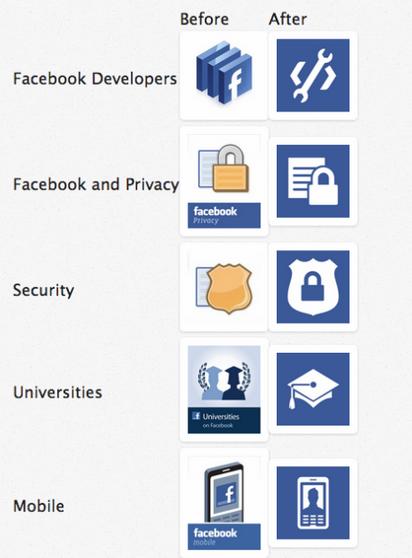 Before After
Facebook Developers
f
Facebook and Privacy
facebook
Privacy
Security
Universities
f Universities
on Facebook
Mobile
f
facebook
mobile